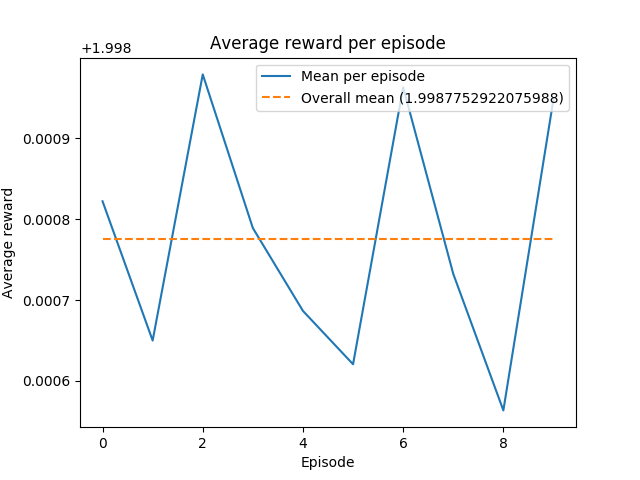 Average reward per episode
+1.998
Mean per episode
Overall mean (1.9987752922075988)
0.0009
0.0008
0.0007
0.0006
Average reward
0 2 4 6 8
Episode